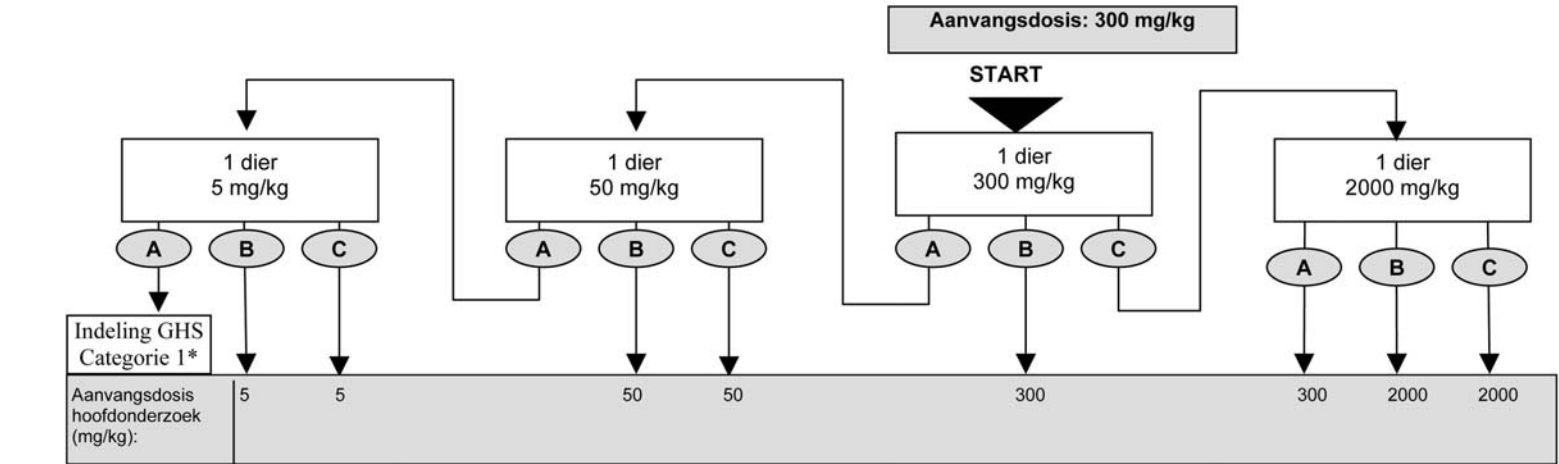 Aanvangsdosis: 300 mg/kg
START
1 dier
5 mg/kg
1 dier
50 mg/kg
1 dier
300 mg/kg
1 dier
2000 mg/kg
A B C
A B C
A B C
A B C
Indeling GHS
Categorie 1*
Aanvangsdosis
hoofdonderzoek
(mg/kg):
5 5 50 50 300 300 2000 2000